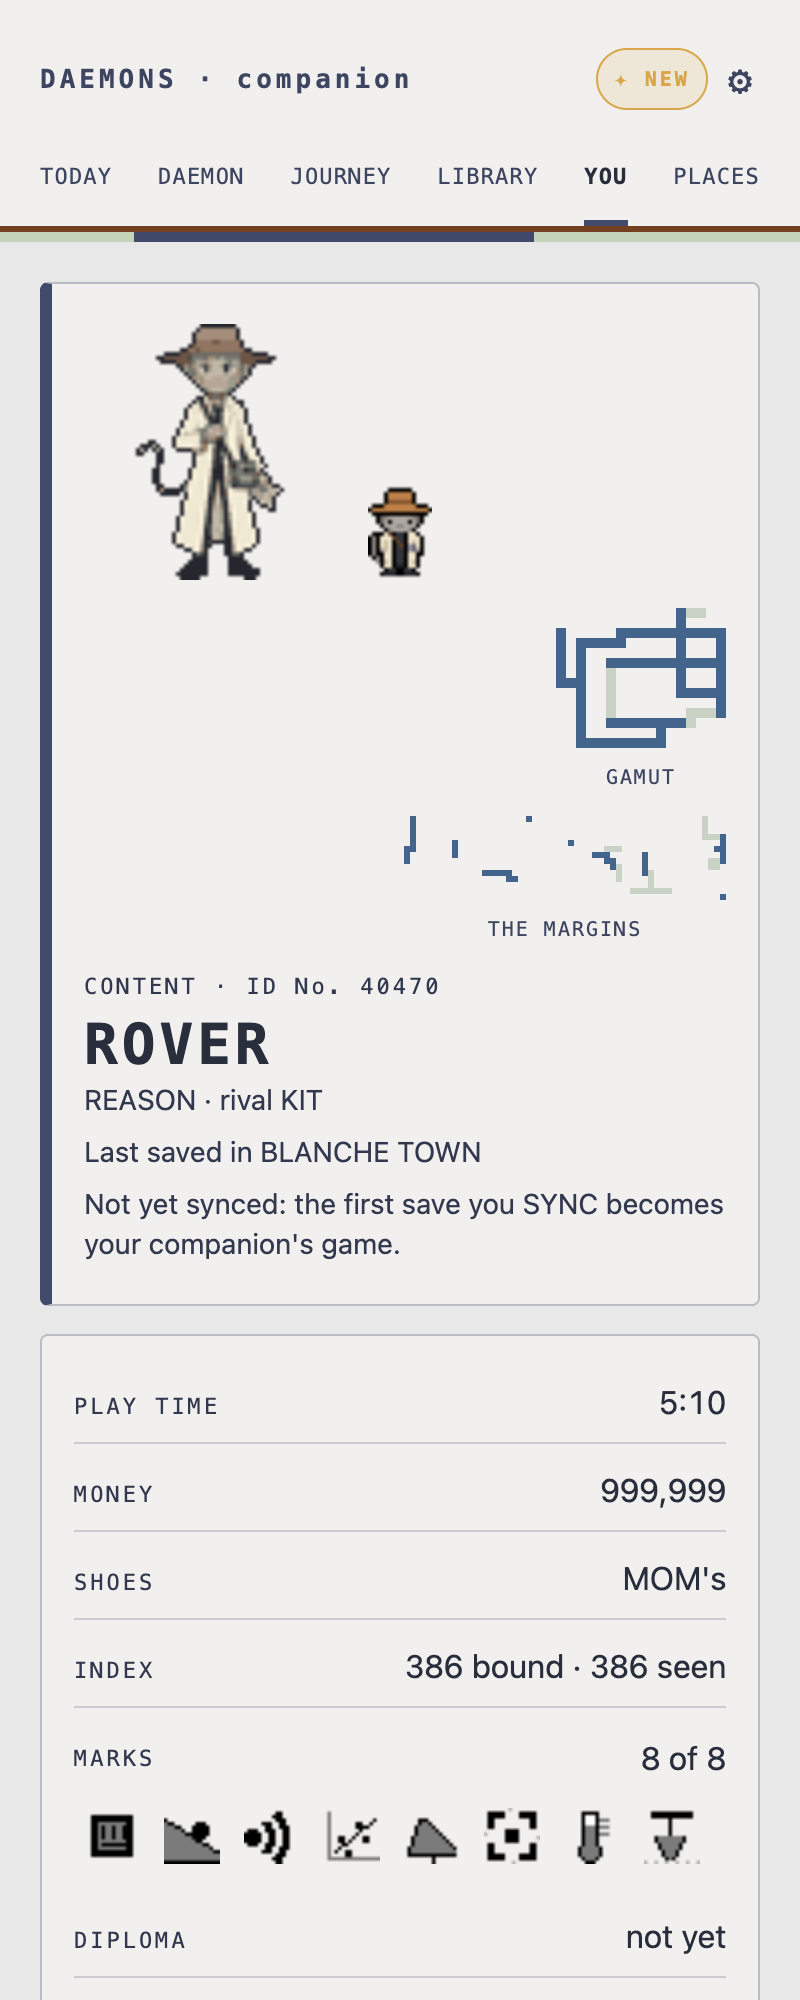 DAEMONS · companion
✦ NEW
TODAY DAEMON JOURNEY LIBRARY YOU PLACES
GAMUT
THE MARGINS
CONTENT · ID No. 40470
ROVER
REASON · rival KIT
Last saved in BLANCHE TOWN
Not yet synced: the first save you SYNC becomes
your companion's game.
PLAY TIME 5:10
MONEY 999,999
SHOES MOM's
INDEX 386 bound · 386 seen
MARKS 8 of 8
DIPLOMA not yet